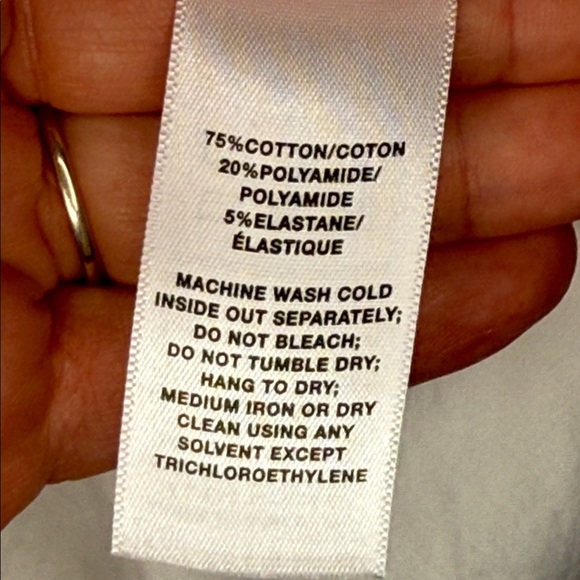 75%COTTON/COTON
20%POLYAMIDE/
POLYAMIDE
5%ELASTANE/
ÉLASTIQUE
MACHINE WASH COLD
INSIDE OUT SEPARATELY;
DO NOT BLEACH;
DO NOT TUMBLE DRY;
HANG TO DRY;
MEDIUM IRON OR DRY
CLEAN USING ANY
SOLVENT EXCEPT
TRICHLOROETHYLENE